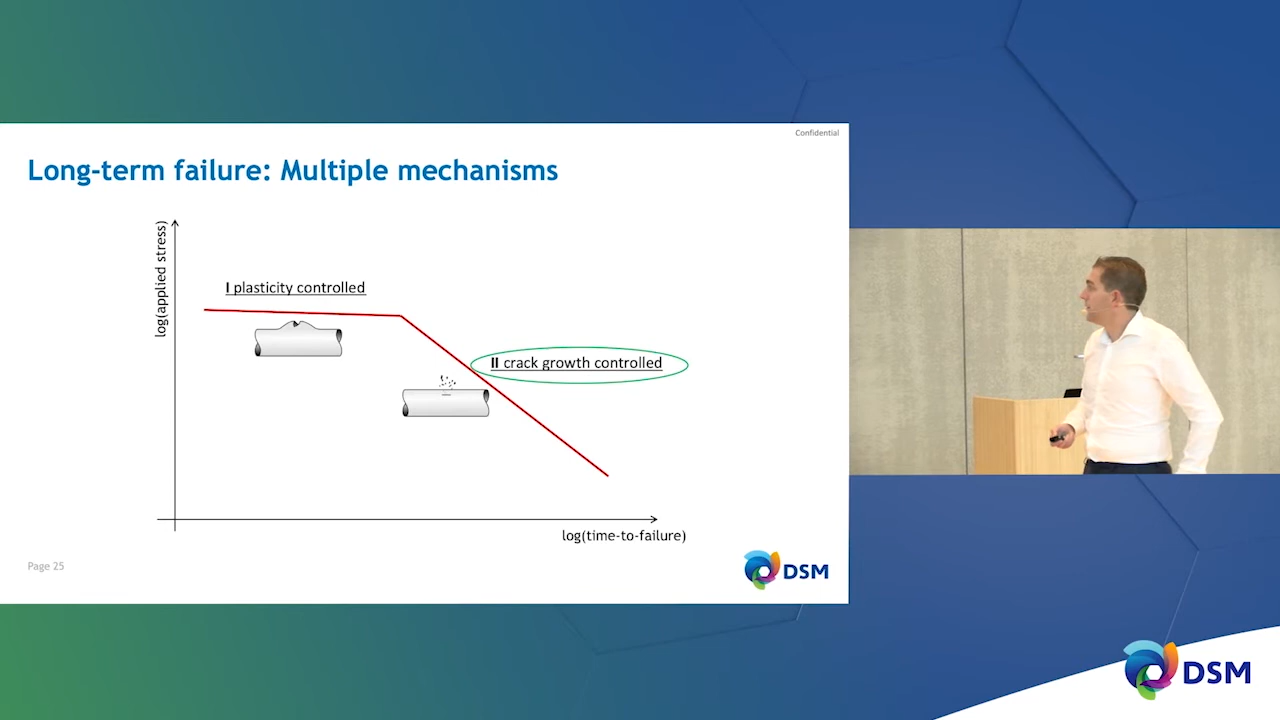 Confidential
Long-term failure: Multiple mechanisms
log(applied stress)
I plasticity controlled
II crack growth controlled
log(time-to-failure)
Page 25
DSM
DSM